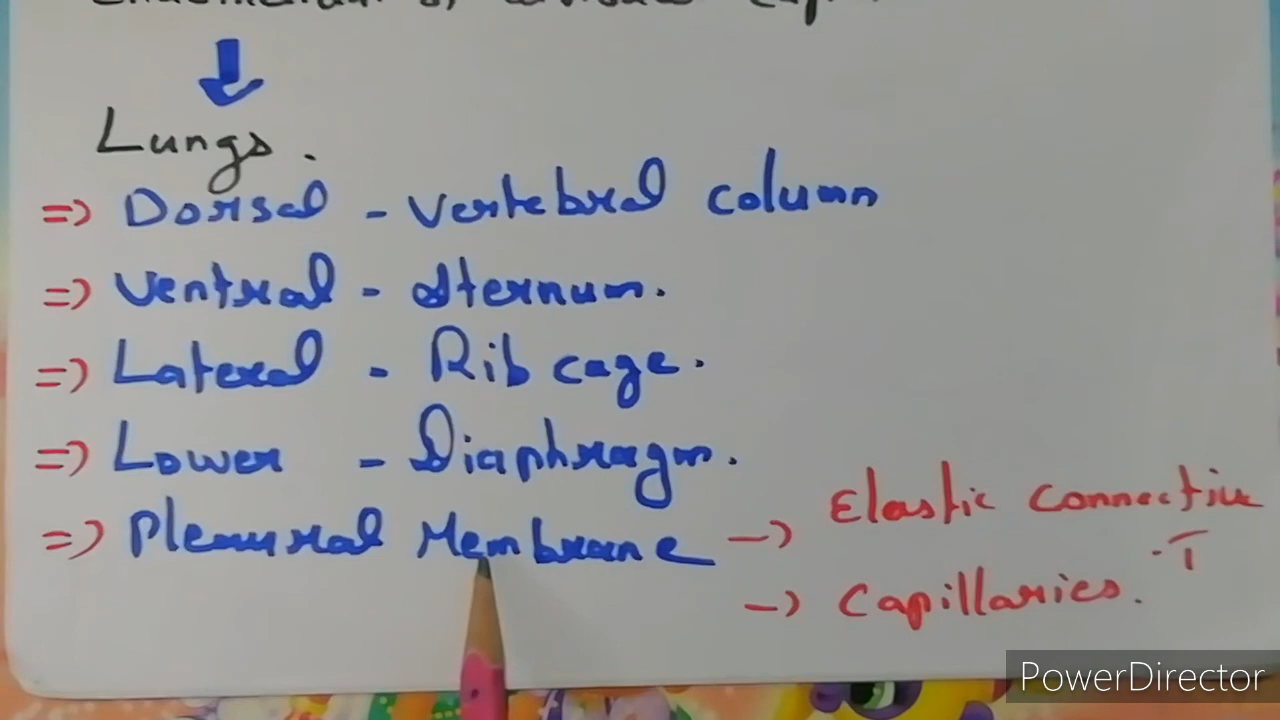 Lungs.
=> Dorsal - Vertebral column
=> Ventral - Sternum.
=> Lateral - Rib cage.
=> Lower - Diaphragm.
=> Pleural Membrane -> Elastic connective T
-> Capillaries.
PowerDirector